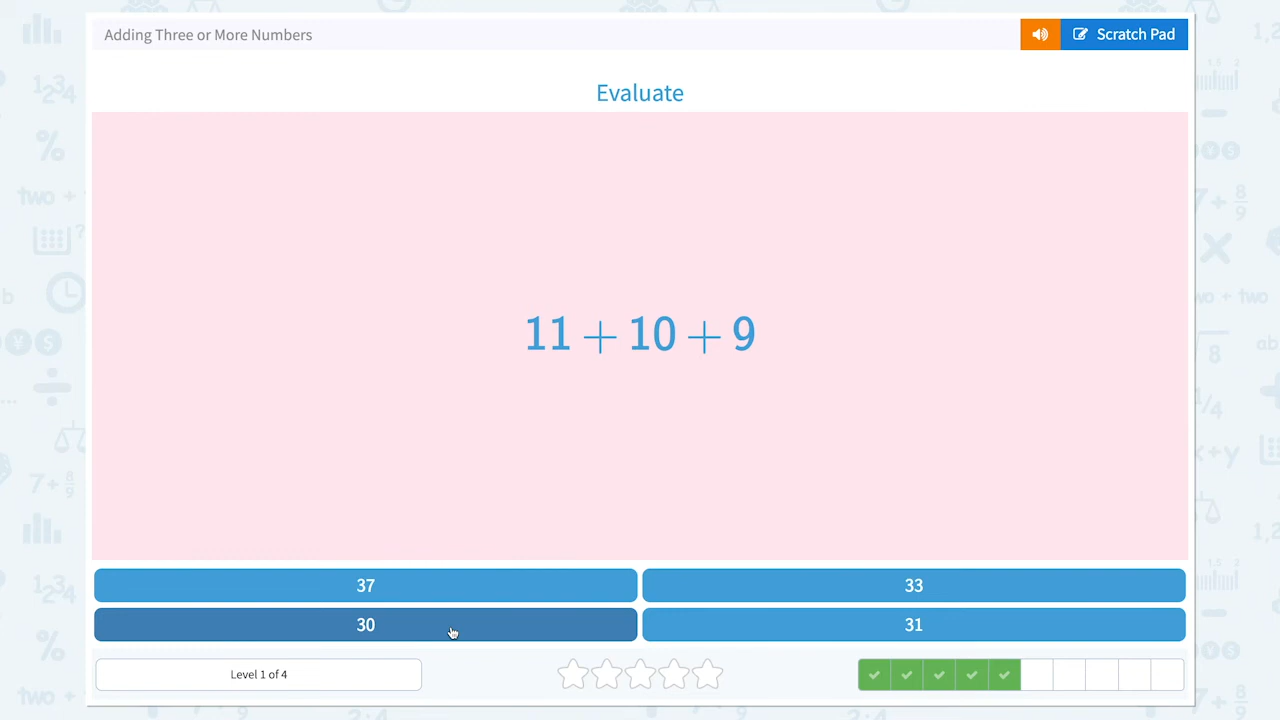 Adding Three or More Numbers
Scratch Pad
Evaluate
11 + 10 + 9
37
33
30
31
Level 1 of 4